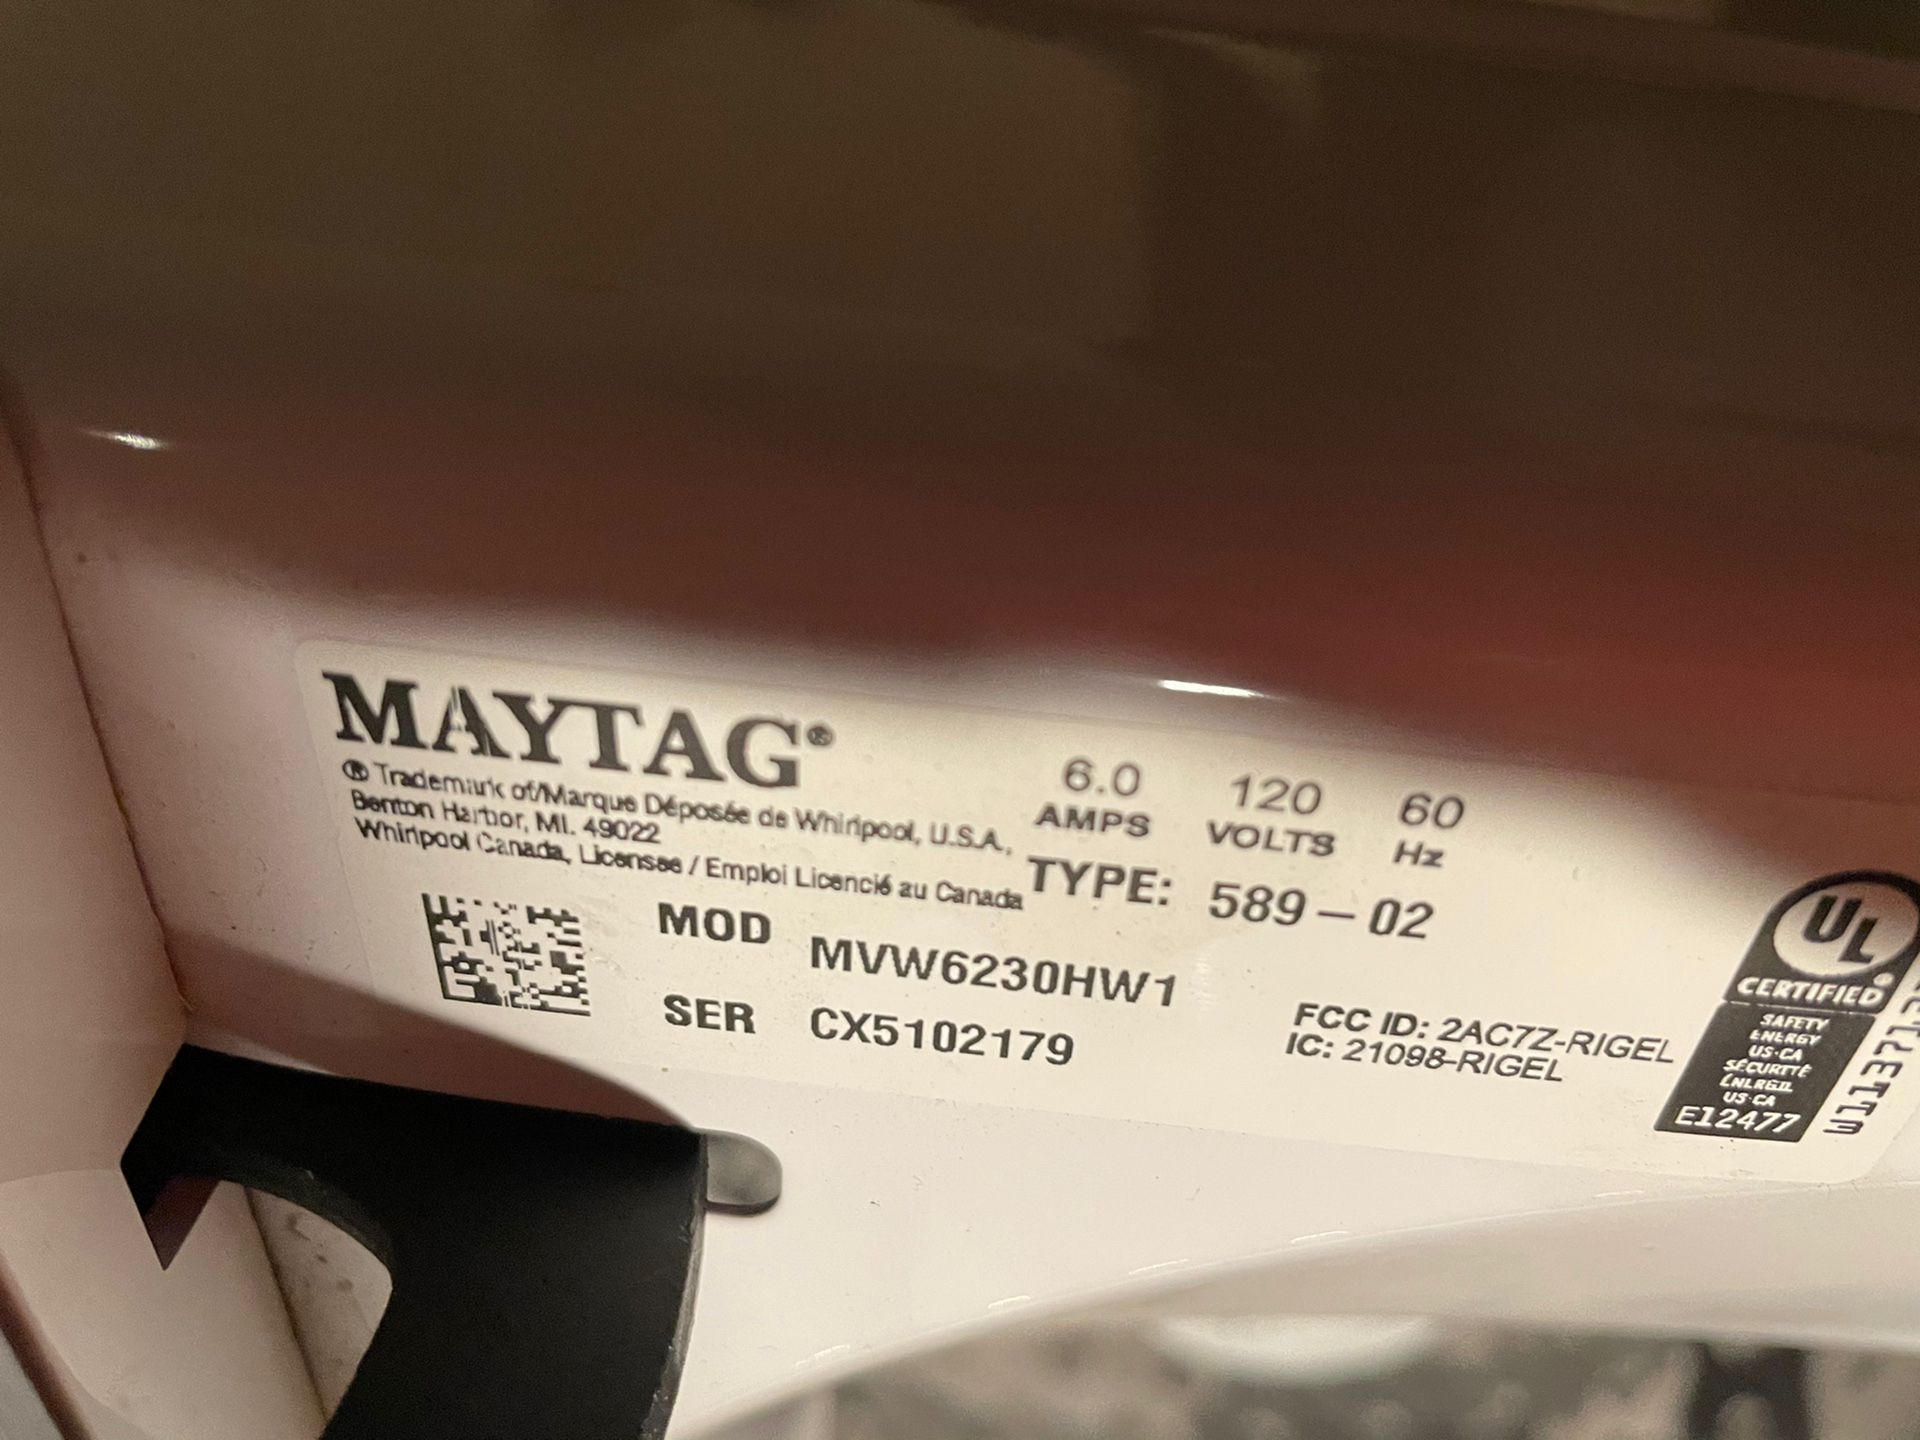 MAYTAG®
® Trademark of/Marque Déposée de Whirlpool, U.S.A.,
Benton Harbor, MI. 49022
Whirlpool Canada, Licensee / Emploi Licencié au Canada
6.0 120 60
AMPS VOLTS Hz
TYPE: 589-02
MOD MVW6230HW1
SER CX5102179
FCC ID: 2AC7Z-RIGEL
IC: 21098-RIGEL
UL
CERTIFIED®
SAFETY
ENERGY
US-CA
SÉCURITÉ
US-CA
E12477